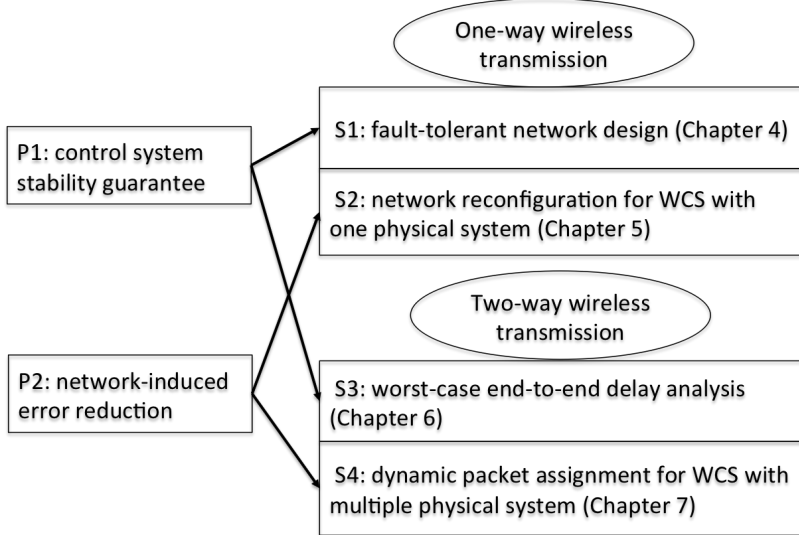 One-way wireless
transmission
P1: control system
stability guarantee
S1: fault-tolerant network design (Chapter 4)
S2: network reconfiguration for WCS with
one physical system (Chapter 5)
Two-way wireless
transmission
P2: network-induced
error reduction
S3: worst-case end-to-end delay analysis
(Chapter 6)
S4: dynamic packet assignment for WCS with
multiple physical system (Chapter 7)